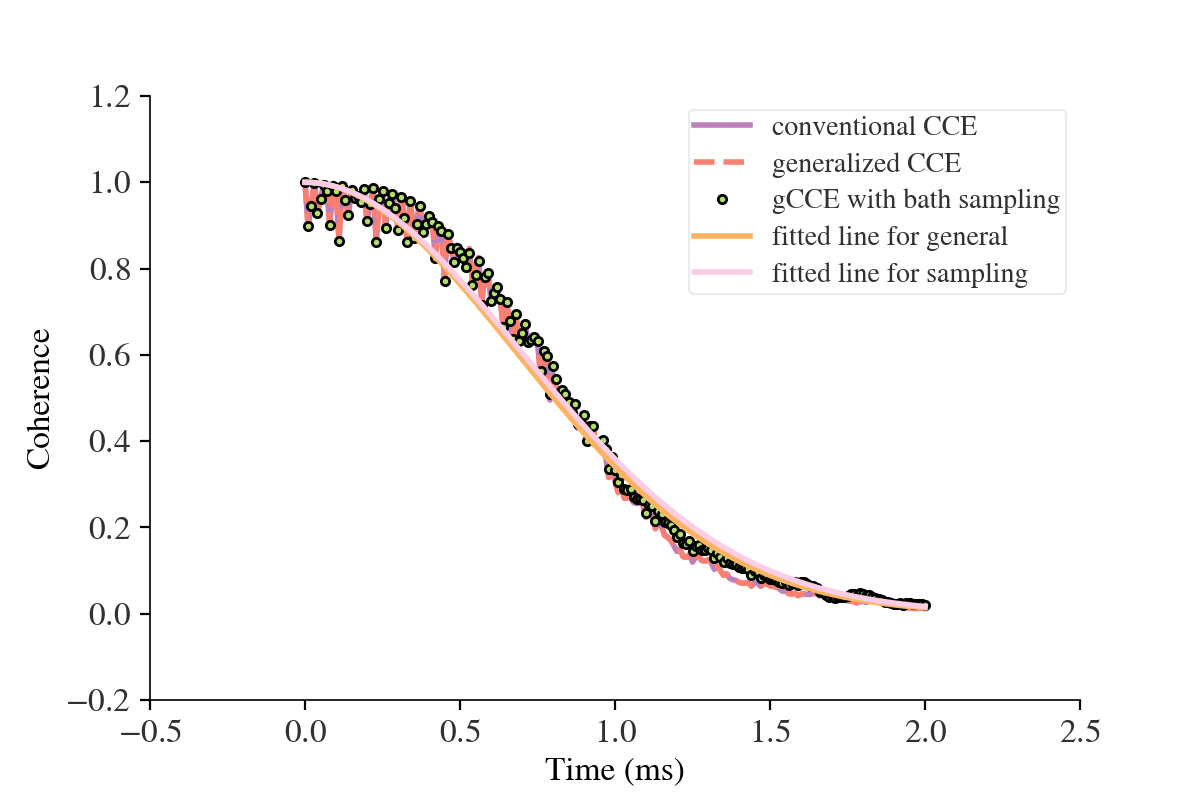 1.2
1.0
0.8
0.6
0.4
0.2
0.0
−0.2
Coherence
conventional CCE
generalized CCE
gCCE with bath sampling
fitted line for general
fitted line for sampling
−0.5 0.0 0.5 1.0 1.5 2.0 2.5
Time (ms)